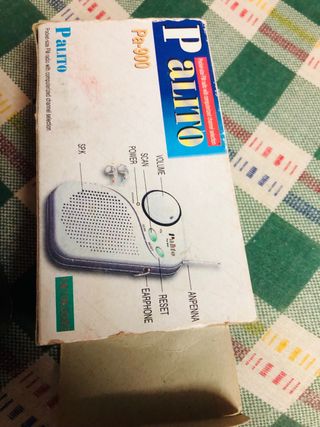 Palito
Pocket-size FM radio with computerized channel selection.
Palito
Pa-900
VOLUME
SCAN
POWER
SPK
Palito
ANPENNA
RESET
EARPHONE